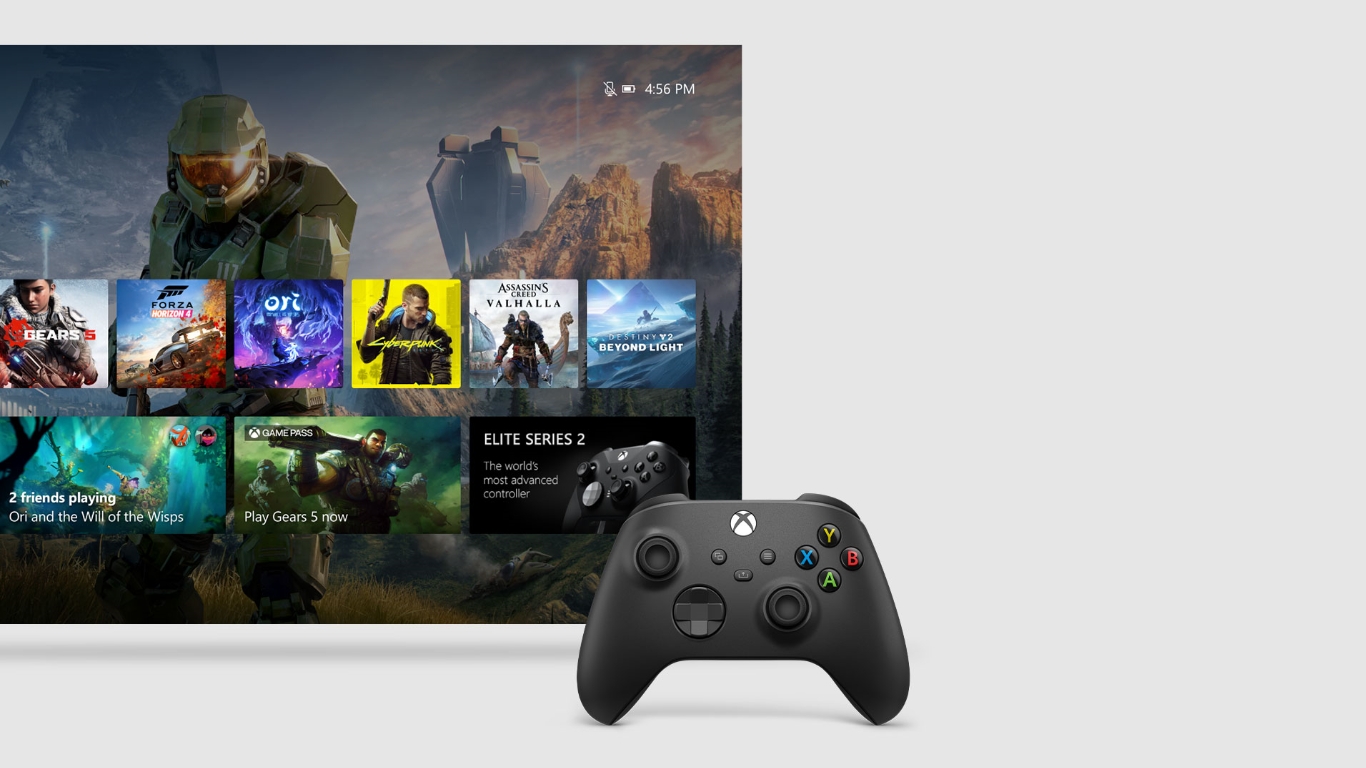 4:56 PM
GEARS 5
FORZA
HORIZON 4
ori
CYBERPUNK
ASSASSIN'S
CREED
VALHALLA
DESTINY 2
BEYOND LIGHT
2 friends playing
Ori and the Will of the Wisps
GAME PASS
Play Gears 5 now
ELITE SERIES 2
The world's
most advanced
controller
Y
X
B
A